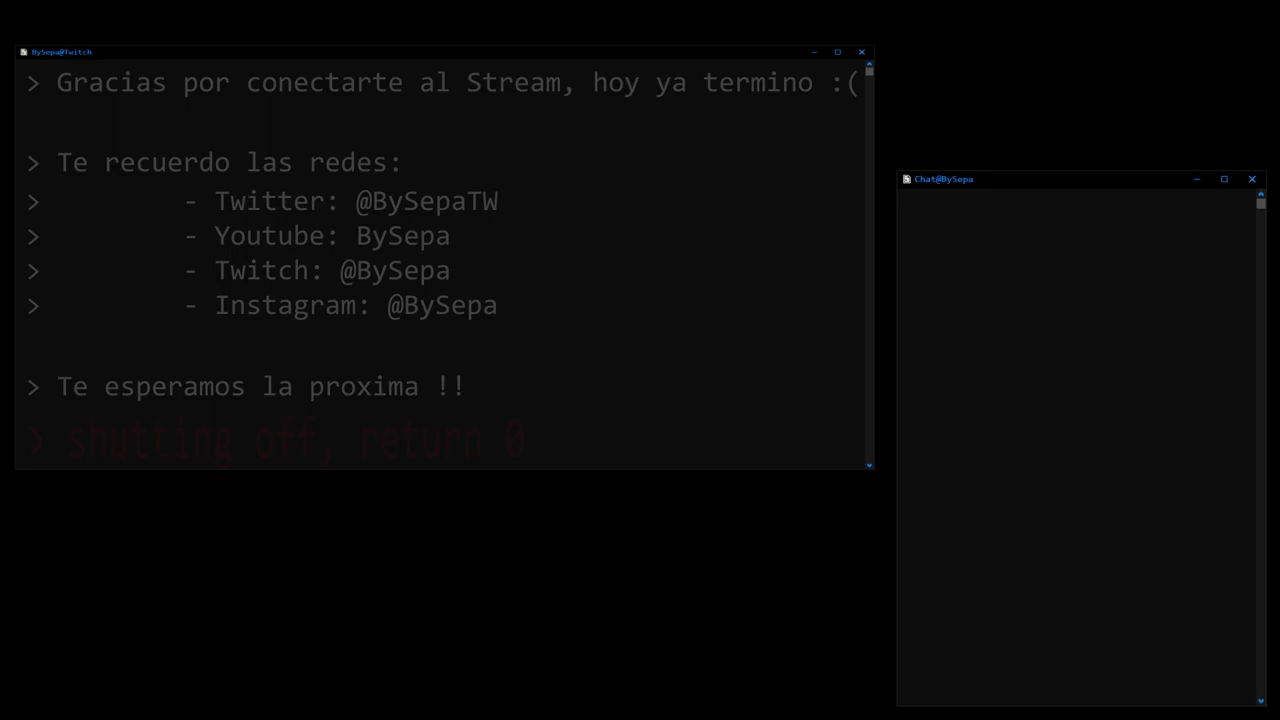 BySepa@Twitch
> Gracias por conectarte al Stream, hoy ya termino :(
> Te recuerdo las redes:
> - Twitter: @BySepaTW
> - Youtube: BySepa
> - Twitch: @BySepa
> - Instagram: @BySepa
> Te esperamos la proxima !!
> shutting off, return 0
Chat@BySepa